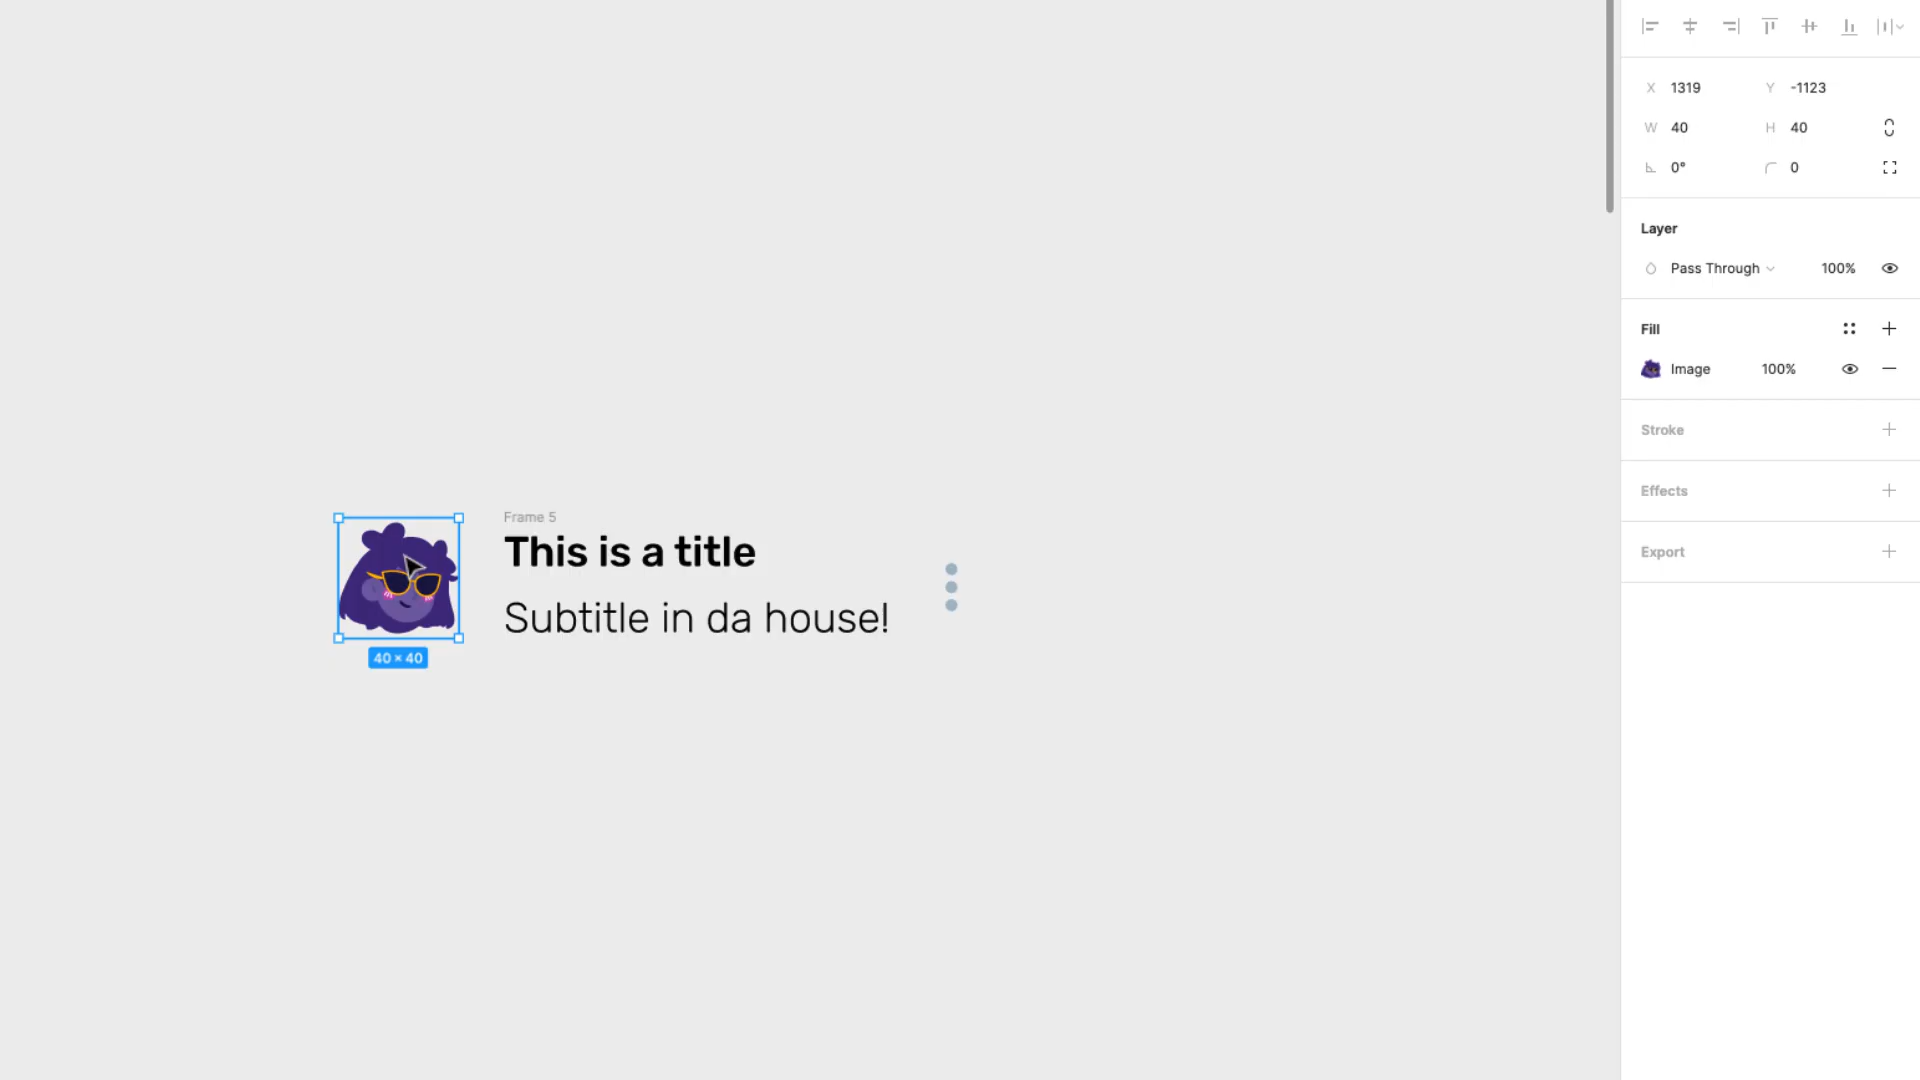 X 1319 Y -1123
W 40 H 40
0° 0
Layer
Pass Through 100%
Fill
Image 100%
Stroke
Effects
Export
Frame 5
This is a title
Subtitle in da house!
40 × 40